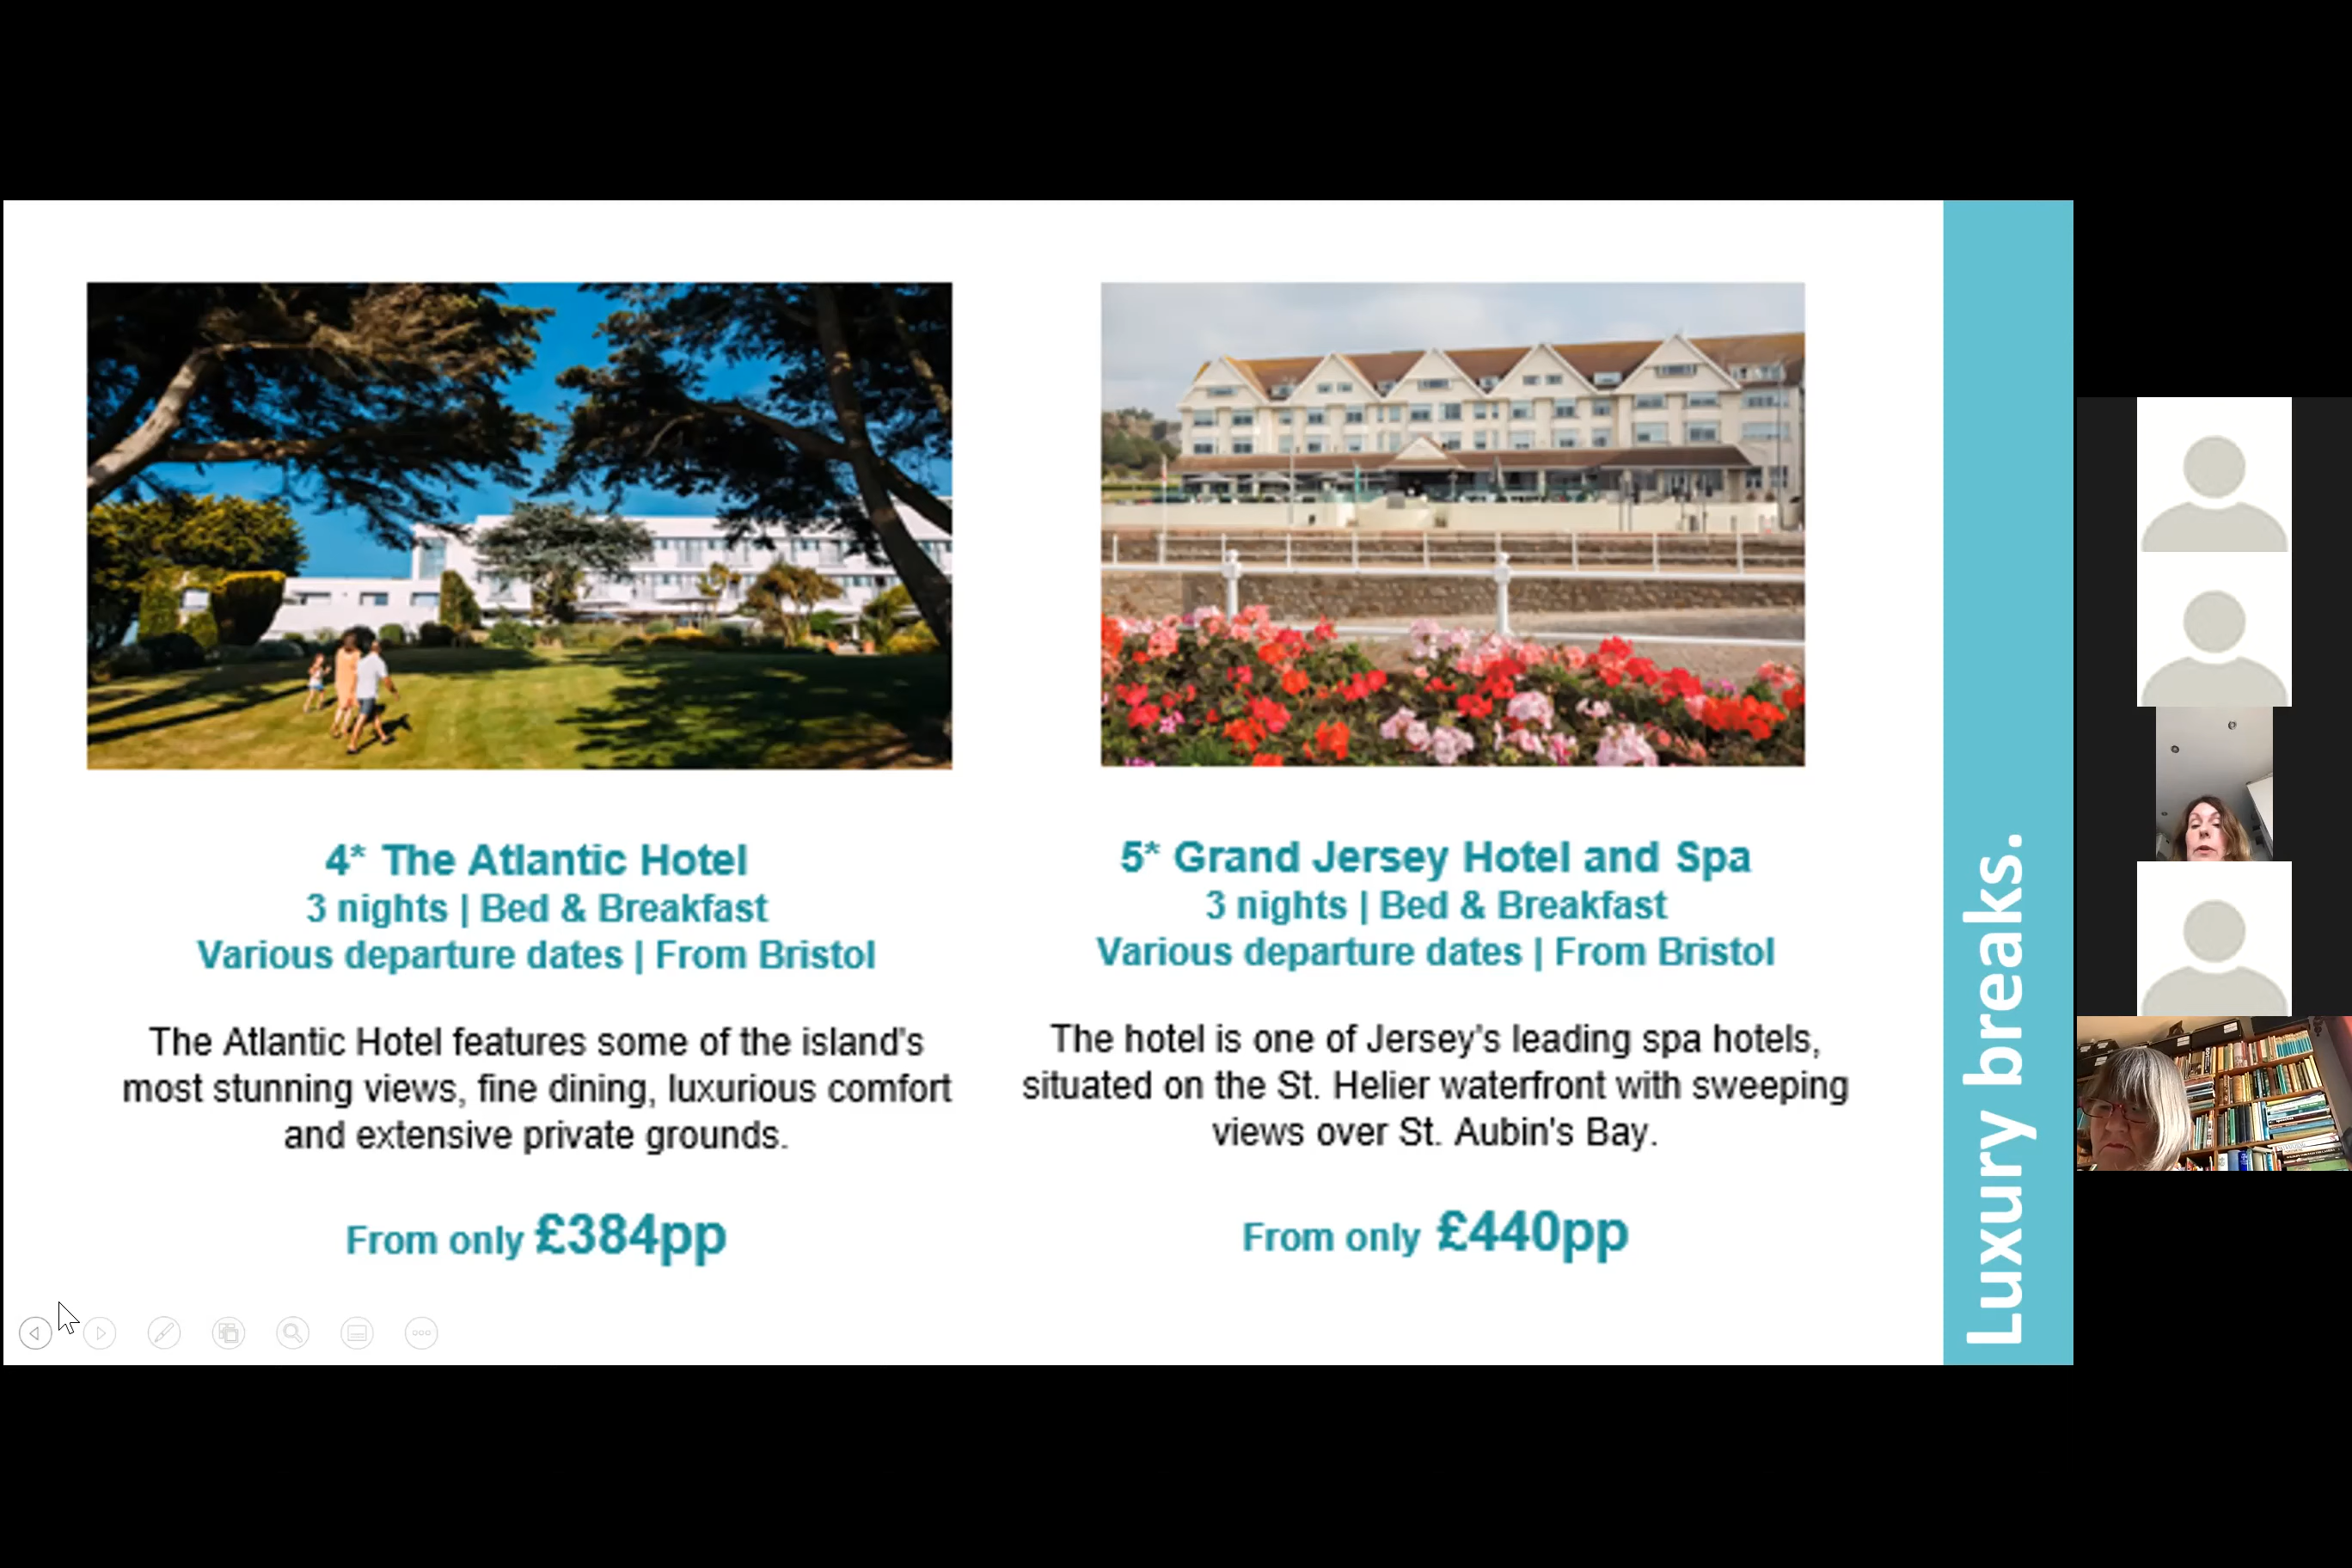 4* The Atlantic Hotel
3 nights | Bed & Breakfast
Various departure dates | From Bristol
The Atlantic Hotel features some of the island's
most stunning views, fine dining, luxurious comfort
and extensive private grounds.
From only £384pp
5* Grand Jersey Hotel and Spa
3 nights | Bed & Breakfast
Various departure dates | From Bristol
The hotel is one of Jersey's leading spa hotels,
situated on the St. Helier waterfront with sweeping
views over St. Aubin's Bay.
From only £440pp
Luxury breaks.